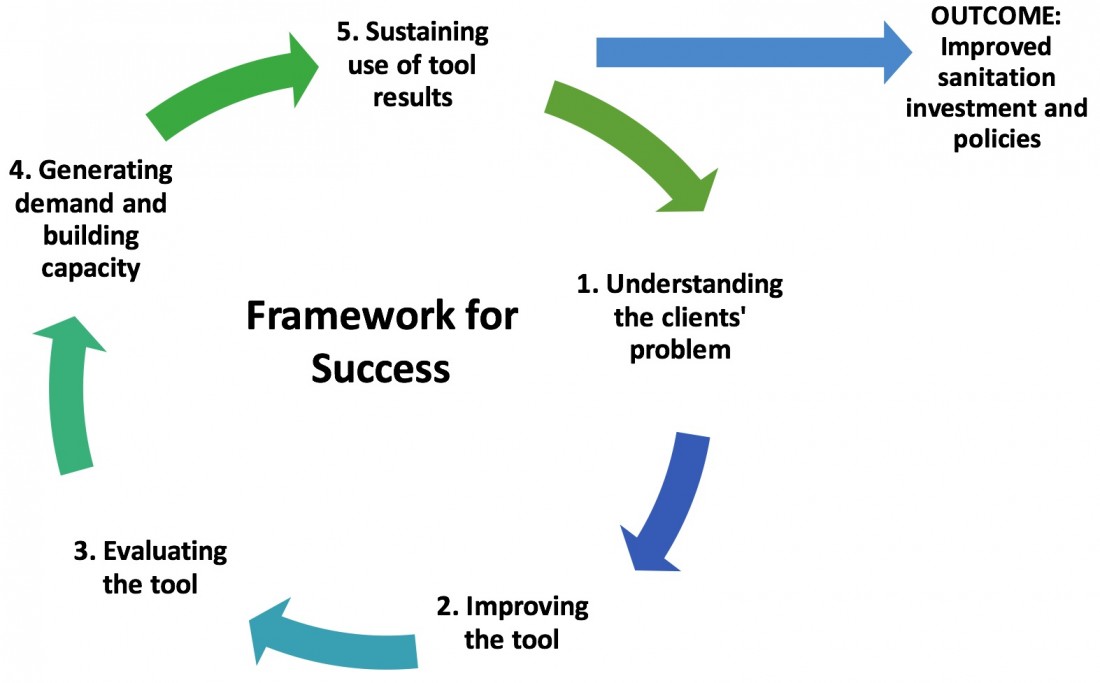 5. Sustaining
use of tool
results
OUTCOME:
Improved
sanitation
investment and
policies
4. Generating
demand and
building
capacity
Framework for
Success
1. Understanding
the clients'
problem
3. Evaluating
the tool
2. Improving
the tool